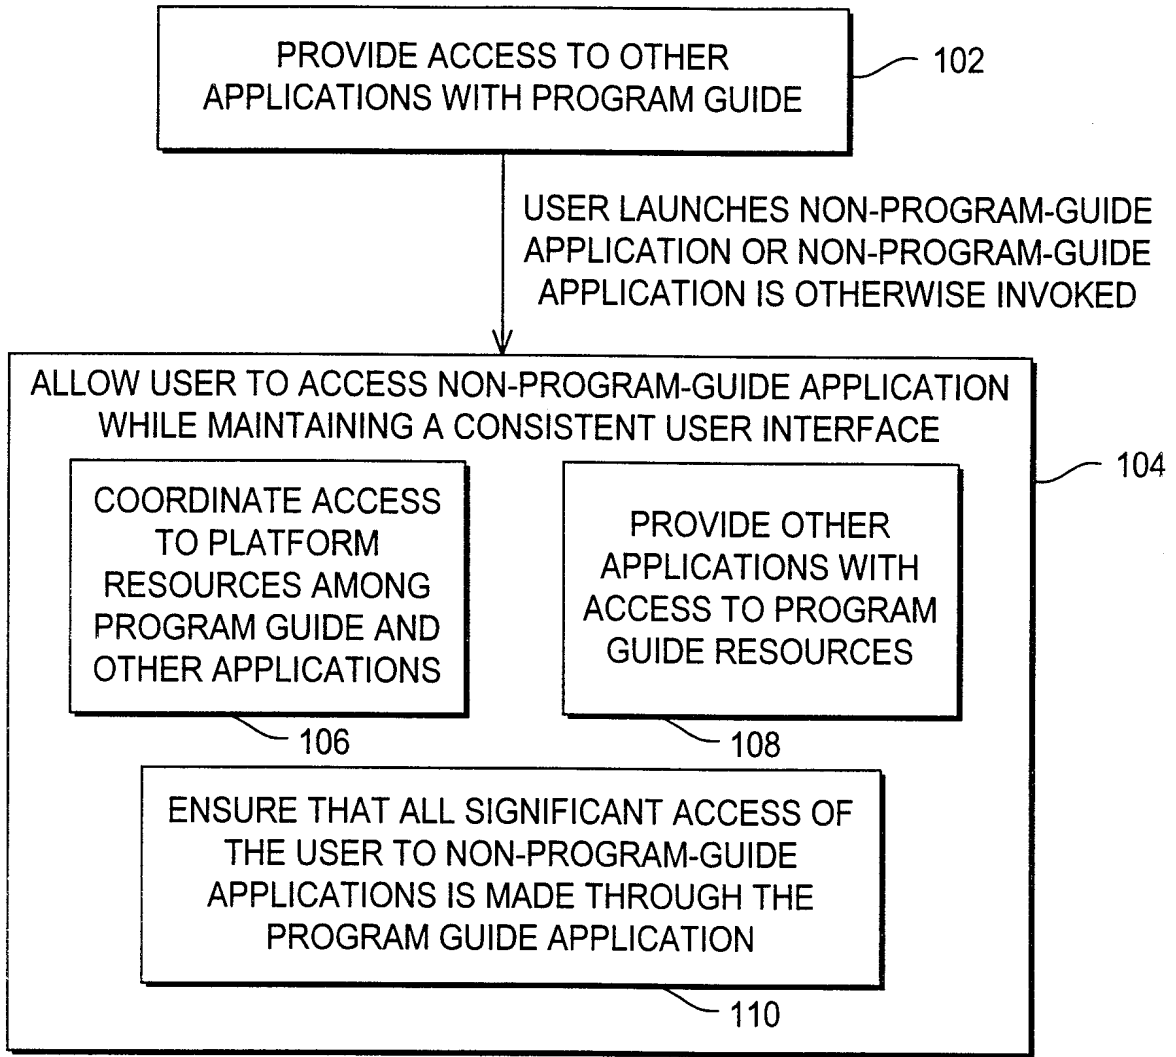 PROVIDE ACCESS TO OTHER
APPLICATIONS WITH PROGRAM GUIDE
102
USER LAUNCHES NON-PROGRAM-GUIDE
APPLICATION OR NON-PROGRAM-GUIDE
APPLICATION IS OTHERWISE INVOKED
ALLOW USER TO ACCESS NON-PROGRAM-GUIDE APPLICATION
WHILE MAINTAINING A CONSISTENT USER INTERFACE
104
COORDINATE ACCESS
TO PLATFORM
RESOURCES AMONG
PROGRAM GUIDE AND
OTHER APPLICATIONS
106
PROVIDE OTHER
APPLICATIONS WITH
ACCESS TO PROGRAM
GUIDE RESOURCES
108
ENSURE THAT ALL SIGNIFICANT ACCESS OF
THE USER TO NON-PROGRAM-GUIDE
APPLICATIONS IS MADE THROUGH THE
PROGRAM GUIDE APPLICATION
110